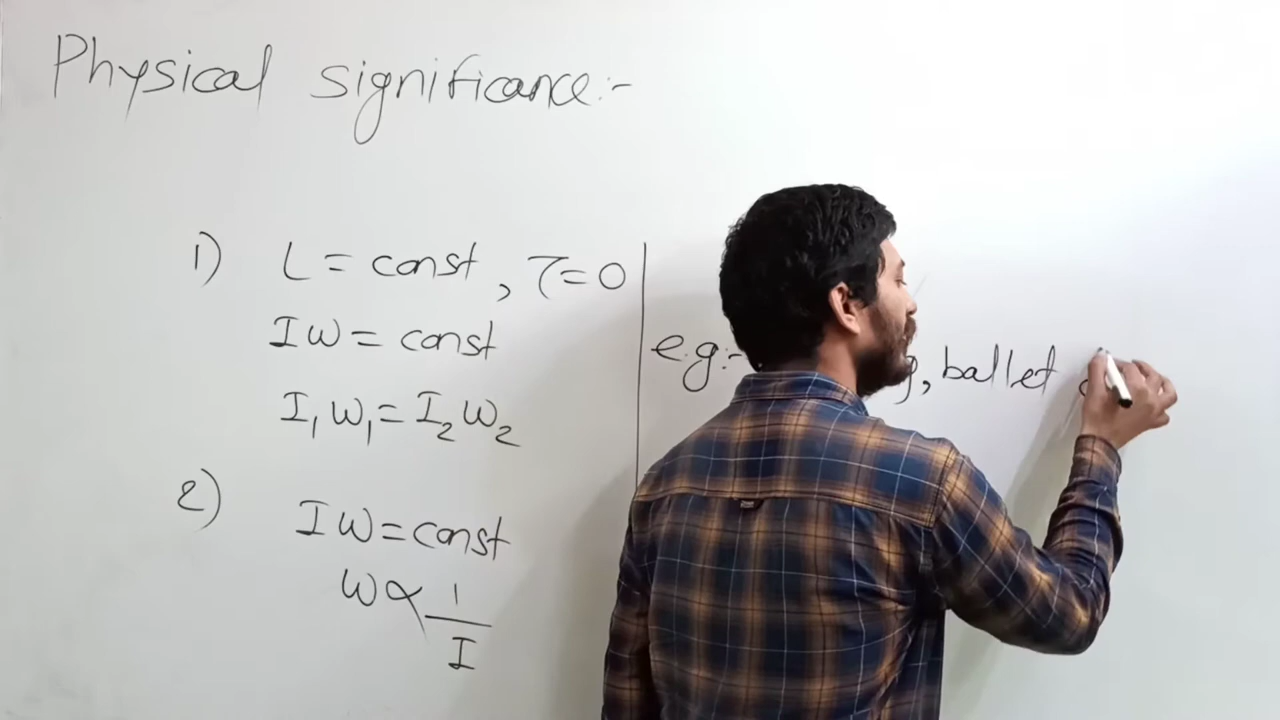 Physical significance:-
1) L = const, τ=0
Iω = const
I₁ω₁ = I₂ω₂
2) Iω = const
ω ∝ 1/I
e.g:- , ballet